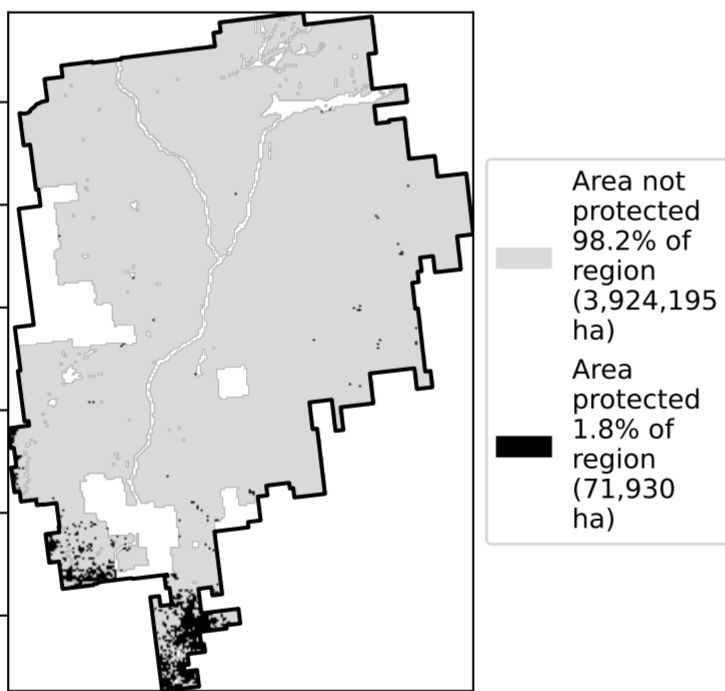 Area not
protected
98.2% of
region
(3,924,195
ha)
Area
protected
1.8% of
region
(71,930
ha)